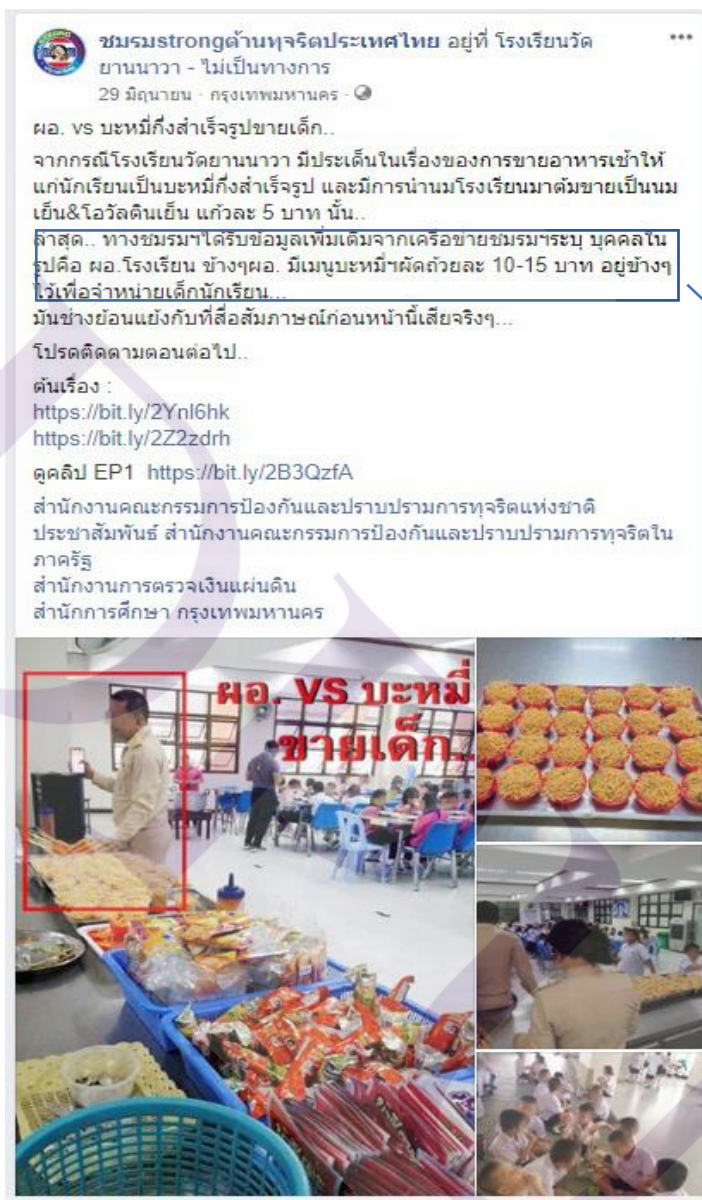 ชมรมstrongต้านทุจริตประเทศไทย อยู่ที่ โรงเรียนวัด
ยานนาวา - ไม่เป็นทางการ
29 มิถุนายน · กรุงเทพมหานคร ·
ผอ. vs บะหมี่กึ่งสำเร็จรูปขายเด็ก..
จากกรณีโรงเรียนวัดยานนาวา มีประเด็นในเรื่องของการขายอาหารเช้าให้
แก่นักเรียนเป็นบะหมี่กึ่งสำเร็จรูป และมีการนำนมโรงเรียนมาต้มขายเป็นนม
เย็น&โอวัลตินเย็น แก้วละ 5 บาท นั้น..
ล่าสุด.. ทางชมรมฯได้รับข้อมูลเพิ่มเติมจากเครือข่ายชมรมฯระบุ บุคคลใน
รูปคือ ผอ.โรงเรียน ข้างๆผอ. มีเมนูบะหมี่ฯผัดถ้วยละ 10-15 บาท อยู่ข้างๆ
ไว้เพื่อจำหน่ายเด็กนักเรียน...
มันช่างย้อนแย้งกับที่สื่อสัมภาษณ์ก่อนหน้านี้เสียจริงๆ...
โปรดติดตามตอนต่อไป..
ต้นเรื่อง :
https://bit.ly/2Ynl6hk
https://bit.ly/2Z2zdrh
ดูคลิป EP1 https://bit.ly/2B3QzfA
สำนักงานคณะกรรมการป้องกันและปราบปรามการทุจริตแห่งชาติ
ประชาสัมพันธ์ สำนักงานคณะกรรมการป้องกันและปราบปรามการทุจริตใน
ภาครัฐ
สำนักงานการตรวจเงินแผ่นดิน
สำนักการศึกษา กรุงเทพมหานคร
ผอ. VS บะหมี่
ขายเด็ก..